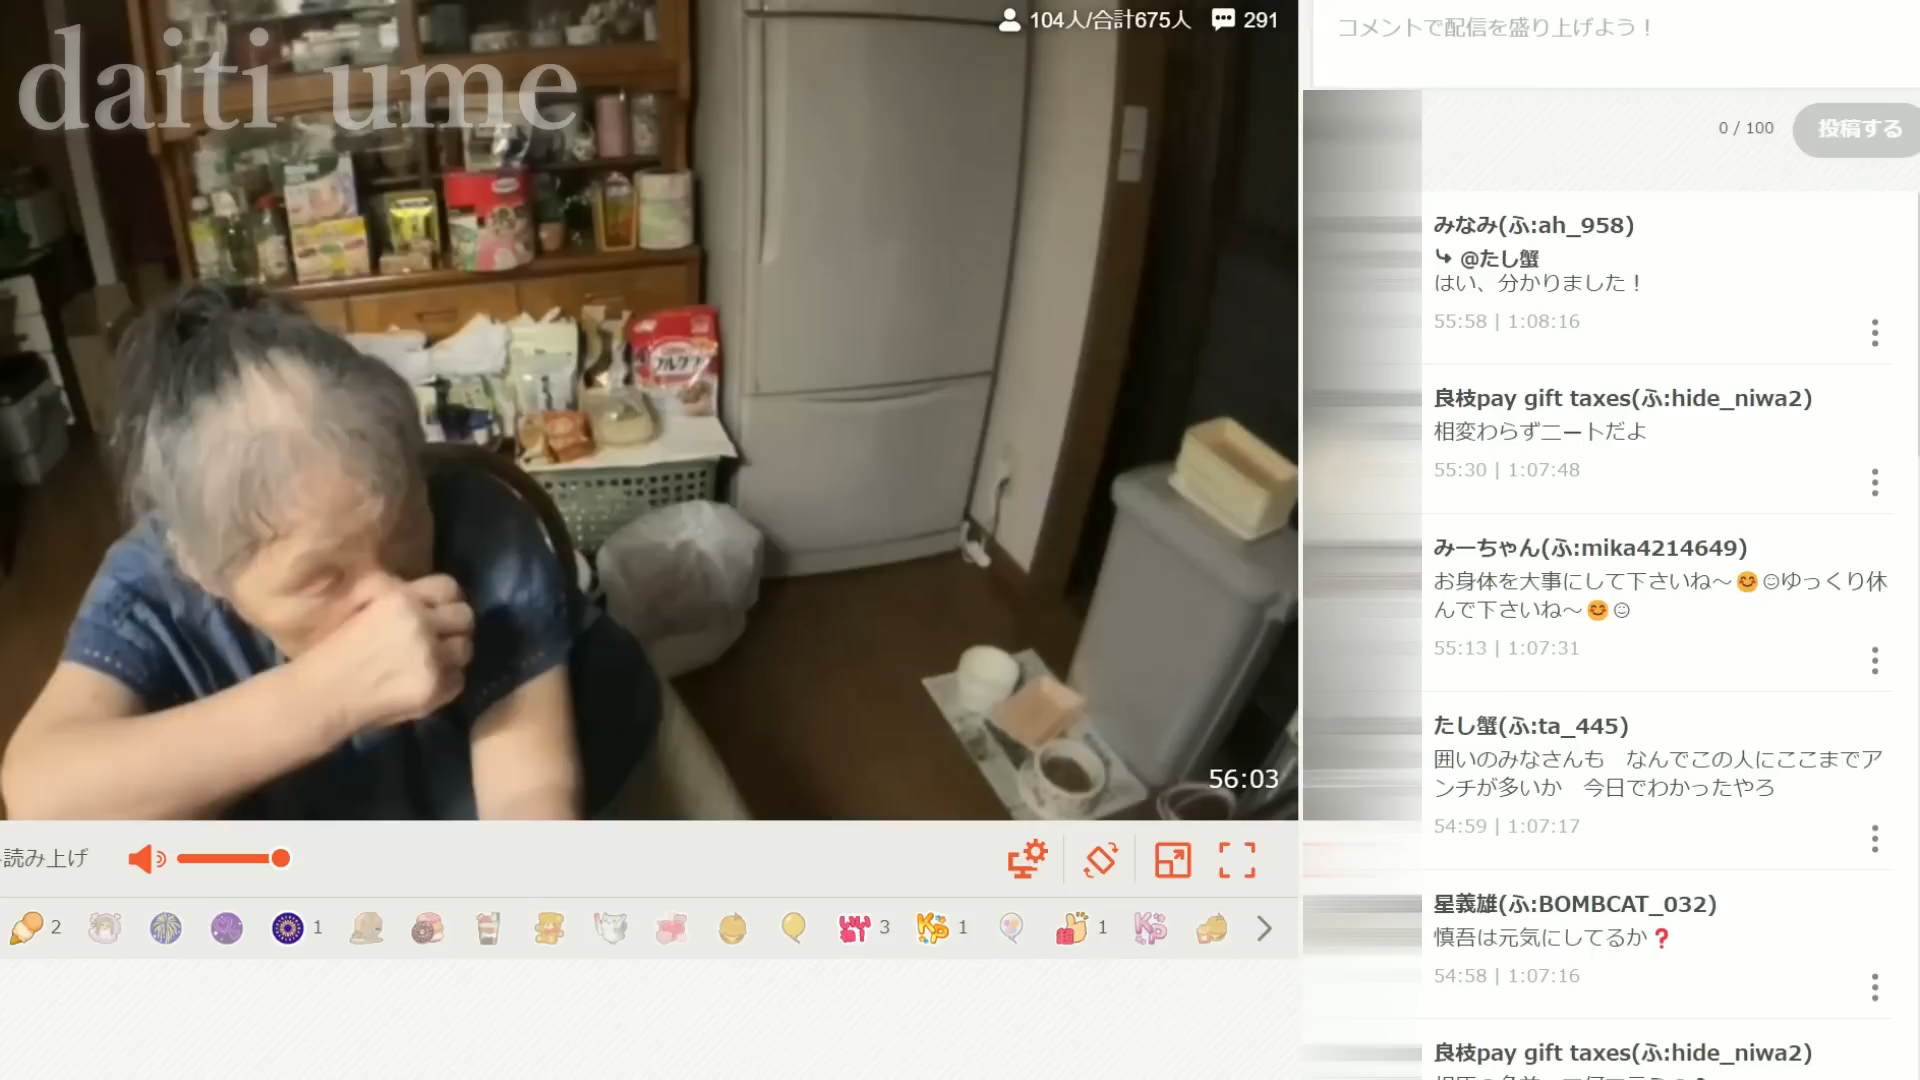 daiti ume
104人/合計675人 291
フルグラ
56:03
読み上げ
2
1
3
1
1
コメントで配信を盛り上げよう！
0 / 100
投稿する
みなみ(ふ:ah_958)
@たし蟹
はい、分かりました！
55:58 | 1:08:16
良枝pay gift taxes(ふ:hide_niwa2)
相変わらずニートだよ
55:30 | 1:07:48
みーちゃん(ふ:mika4214649)
お身体を大事にして下さいね〜😊☺ゆっくり休
んで下さいね〜😊☺
55:13 | 1:07:31
たし蟹(ふ:ta_445)
囲いのみなさんも　なんでこの人にここまでア
ンチが多いか　今日でわかったやろ
54:59 | 1:07:17
星義雄(ふ:BOMBCAT_032)
慎吾は元気にしてるか❓
54:58 | 1:07:16
良枝pay gift taxes(ふ:hide_niwa2)